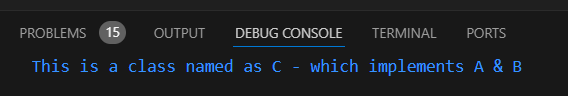 PROBLEMS 15 OUTPUT DEBUG CONSOLE TERMINAL PORTS
This is a class named as C - which implements A & B